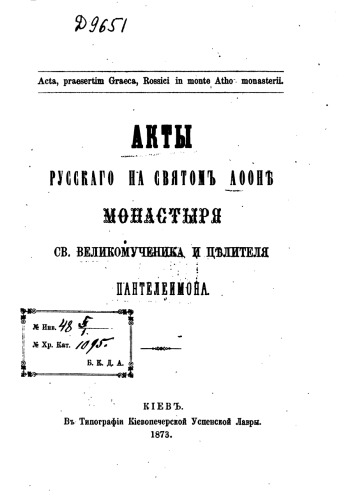 D9651
Acta, praesertim Graeca, Rossici in monte Atho monasterii.
АКТЫ
РУССКАГО НА СВЯТОМЪ АѲОНѢ
МОНАСТЫРЯ
СВ. ВЕЛИКОМУЧЕНИКА И ЦѢЛИТЕЛЯ
ПАНТЕЛЕИМОНА.
№ Инв. 48
№ Хр. Кат. 1095.
Б. К. Д. А.
КІЕВЪ.
Въ Типографіи Кіевопечерской Успенской Лавры.
1873.